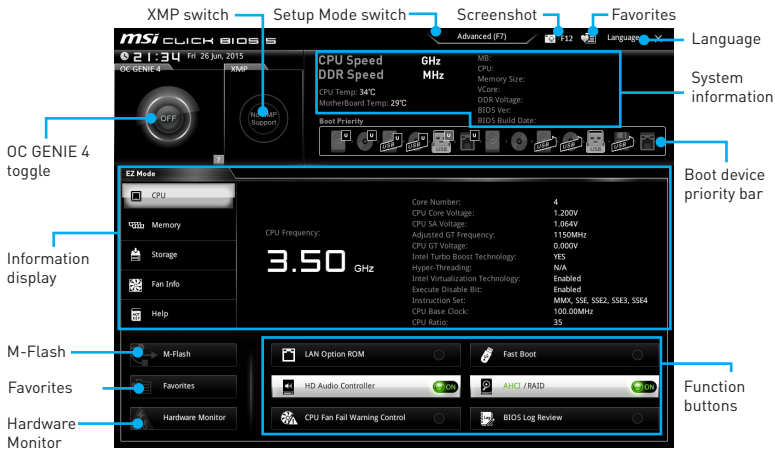 XMP switch
Setup Mode switch
Screenshot
Favorites
msi CLICK BIOS 5
Advanced (F7)
F12
Language
X
Language
21:34 Fri 26 Jun, 2015
OC GENIE 4
XMP
OFF
No XMP
Support
?
CPU Speed GHz
DDR Speed MHz
CPU Temp: 34°C
MotherBoard Temp: 29°C
MB:
CPU:
Memory Size:
VCore:
DDR Voltage:
BIOS Ver:
BIOS Build Date:
System
information
Boot Priority
U U U U U
USB USB USB USB USB USB USB
OC GENIE 4
toggle
Boot device
priority bar
EZ Mode
CPU
Memory
Storage
Fan Info
Help
Information
display
CPU Frequency:
3.50 GHz
Core Number: 4
CPU Core Voltage: 1.200V
CPU SA Voltage: 1.064V
Adjusted GT Frequency: 1150MHz
CPU GT Voltage: 0.000V
Intel Turbo Boost Technology: YES
Hyper-Threading: N/A
Intel Virtualization Technology: Enabled
Execute Disable Bit: Enabled
Instruction Set: MMX, SSE, SSE2, SSE3, SSE4
CPU Base Clock: 100.00MHz
CPU Ratio: 35
M-Flash
Favorites
Hardware
Monitor
M-Flash
Favorites
Hardware Monitor
LAN Option ROM
Fast Boot
HD Audio Controller ON
AHCI / RAID ON
CPU Fan Fail Warning Control
BIOS Log Review
Function
buttons